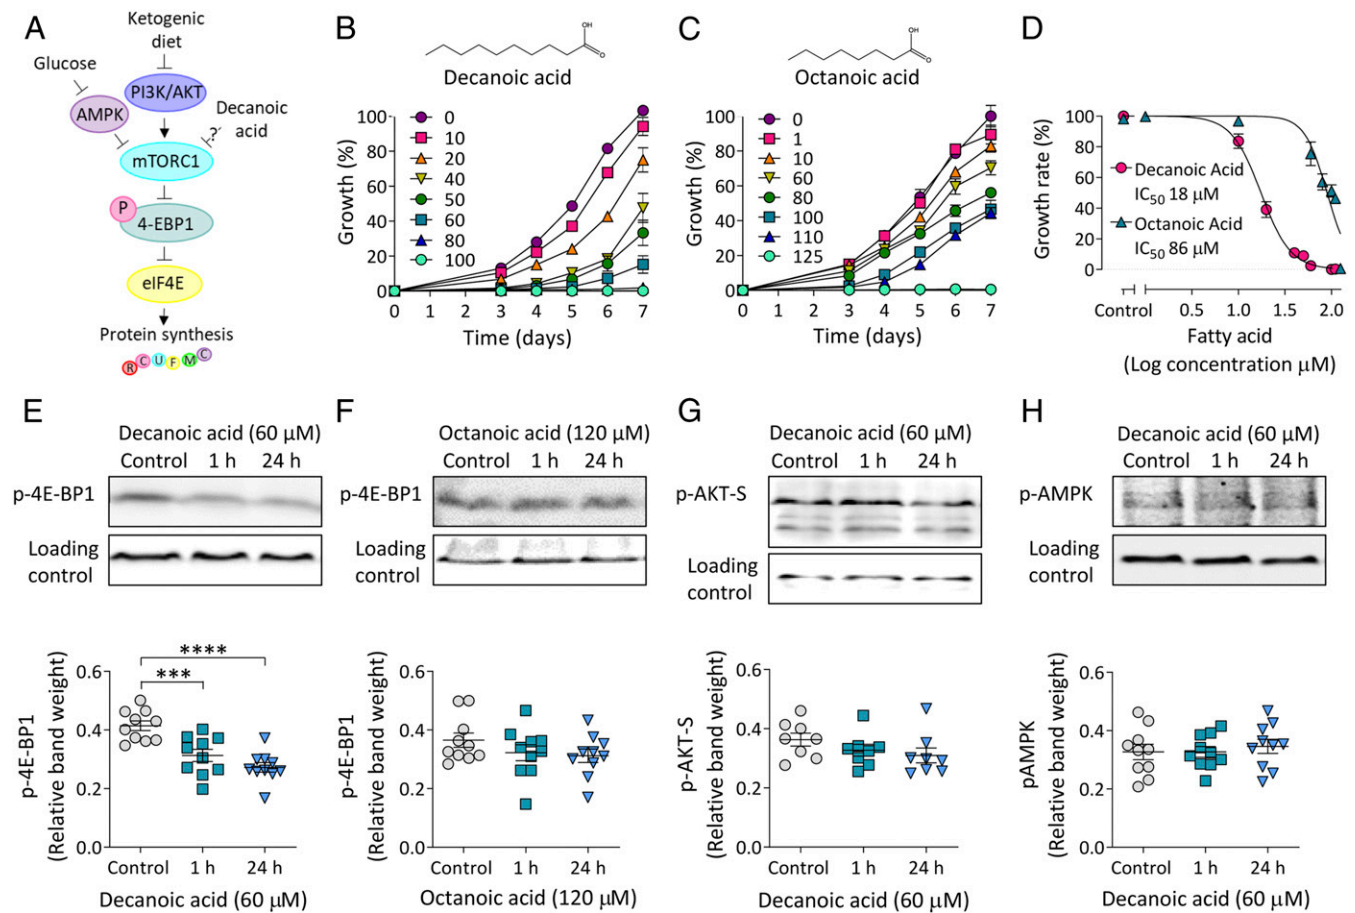 A
Ketogenic
diet
Glucose
PI3K/AKT
AMPK
Decanoic
acid
?
mTORC1
P
4-EBP1
eIF4E
Protein synthesis
R C U F M C
B
OH
O
Decanoic acid
Growth (%)
100
80
60
40
20
0
0
10
20
40
50
60
80
100
0 1 2 3 4 5 6 7
Time (days)
C
OH
O
Octanoic acid
Growth (%)
100
80
60
40
20
0
0
1
10
60
80
100
110
125
0 1 2 3 4 5 6 7
Time (days)
D
Growth rate (%)
100
80
60
40
20
0
Decanoic Acid
IC50 18 μM
Octanoic Acid
IC50 86 μM
Control 0.5 1.0 1.5 2.0
Fatty acid
(Log concentration μM)
E
Decanoic acid (60 μM)
Control 1 h 24 h
p-4E-BP1
Loading
control
p-4E-BP1
(Relative band weight)
0.6
0.4
0.2
0.0
****
***
Control 1 h 24 h
Decanoic acid (60 μM)
F
Octanoic acid (120 μM)
Control 1 h 24 h
p-4E-BP1
Loading
control
p-4E-BP1
(Relative band weight)
0.6
0.4
0.2
0.0
Control 1 h 24 h
Octanoic acid (120 μM)
G
Decanoic acid (60 μM)
Control 1 h 24 h
p-AKT-S
Loading
control
p-AKT-S
(Relative band weight)
0.6
0.4
0.2
0.0
Control 1 h 24 h
Decanoic acid (60 μM)
H
Decanoic acid (60 μM)
Control 1 h 24 h
p-AMPK
Loading
control
pAMPK
(Relative band weight)
0.6
0.4
0.2
0.0
Control 1 h 24 h
Decanoic acid (60 μM)